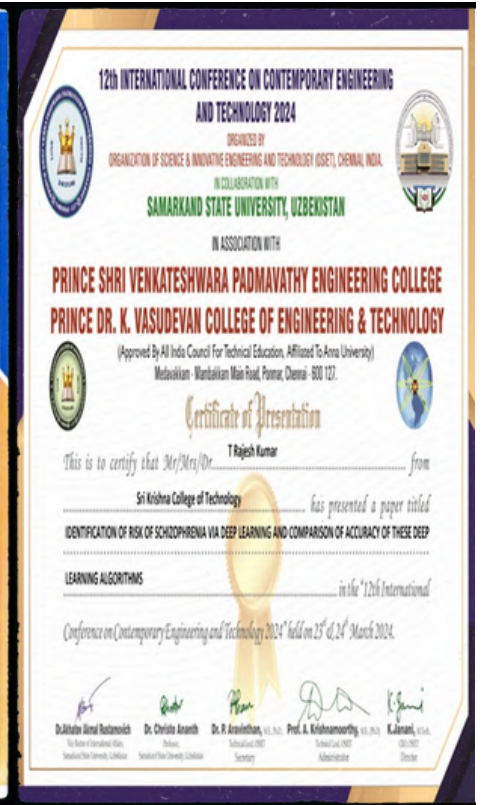 12th INTERNATIONAL CONFERENCE ON CONTEMPORARY ENGINEERING
AND TECHNOLOGY 2024
ORGANIZED BY
ORGANIZATION OF SCIENCE & INNOVATIVE ENGINEERING AND TECHNOLOGY (OSIET), CHENNAI, INDIA.
IN COLLABORATION WITH
SAMARKAND STATE UNIVERSITY, UZBEKISTAN
IN ASSOCIATION WITH
PRINCE SHRI VENKATESHWARA PADMAVATHY ENGINEERING COLLEGE
PRINCE DR. K. VASUDEVAN COLLEGE OF ENGINEERING & TECHNOLOGY
(Approved By All India Council For Technical Education, Affiliated To Anna University)
Medavakkam - Mambakkam Main Road, Ponmar, Chennai - 600 127.
Certificate of Presentation
This is to certify that Mr/Mrs/Dr. T Rajesh Kumar from
Sri Krishna College of Technology has presented a paper titled
IDENTIFICATION OF RISK OF SCHIZOPHRENIA VIA DEEP LEARNING AND COMPARISON OF ACCURACY OF THESE DEEP
LEARNING ALGORITHMS in the "12th International
Conference on Contemporary Engineering and Technology 2024" held on 23rd & 24th March 2024.
Dr.Akhatov Akmal Rustamovich Dr. Christo Ananth Dr. P. Aravinthan, Prof. A. Krishnamoorthy, K.Janani,
Secretary Administrator Director